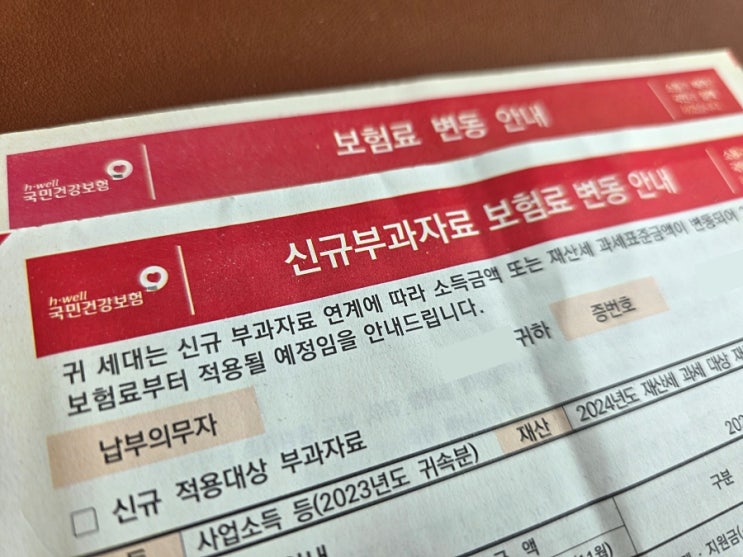 보험료 변동 안내
h·well
국민건강보험
신규부과자료 보험료 변동 안내
h·well
국민건강보험
귀 세대는 신규 부과자료 연계에 따라 소득금액 또는 재산세 과세표준금액이 변동되어
보험료부터 적용될 예정임을 안내드립니다.
납부의무자 귀하 증번호
□ 신규 적용대상 부과자료
재산 2024년도 재산세 과세 대상
사업소득 등(2023년도 귀속분)
구분
금 액